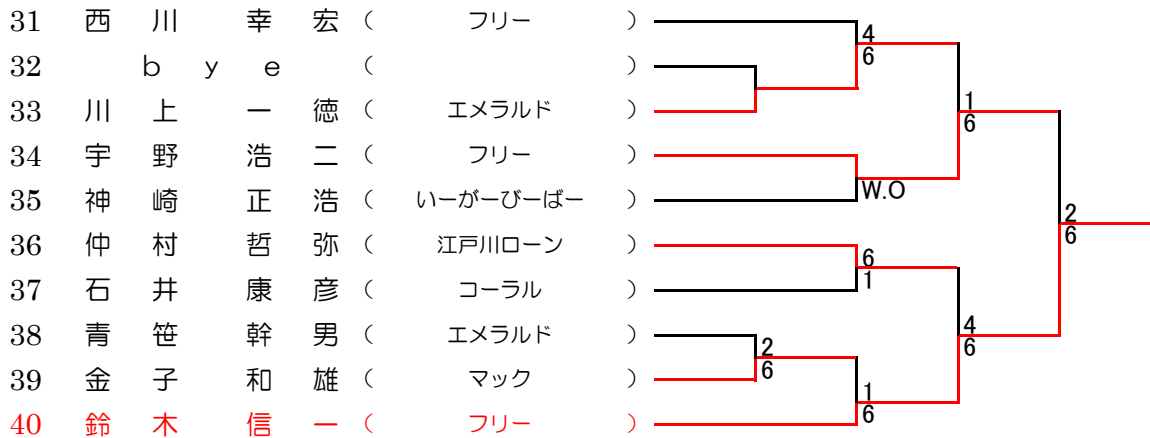 31 西川 幸宏 ( フリー ) 4
32 bye ( ) 6
33 川上 一徳 ( エメラルド ) 1
34 宇野 浩二 ( フリー ) 6
35 神崎 正浩 ( いーがーびーばー ) W.O
36 仲村 哲弥 ( 江戸川ローン ) 2 6
37 石井 康彦 ( コーラル ) 6 1
38 青笹 幹男 ( エメラルド ) 2 4
39 金子 和雄 ( マック ) 6 6
40 鈴木 信一 ( フリー ) 1 6